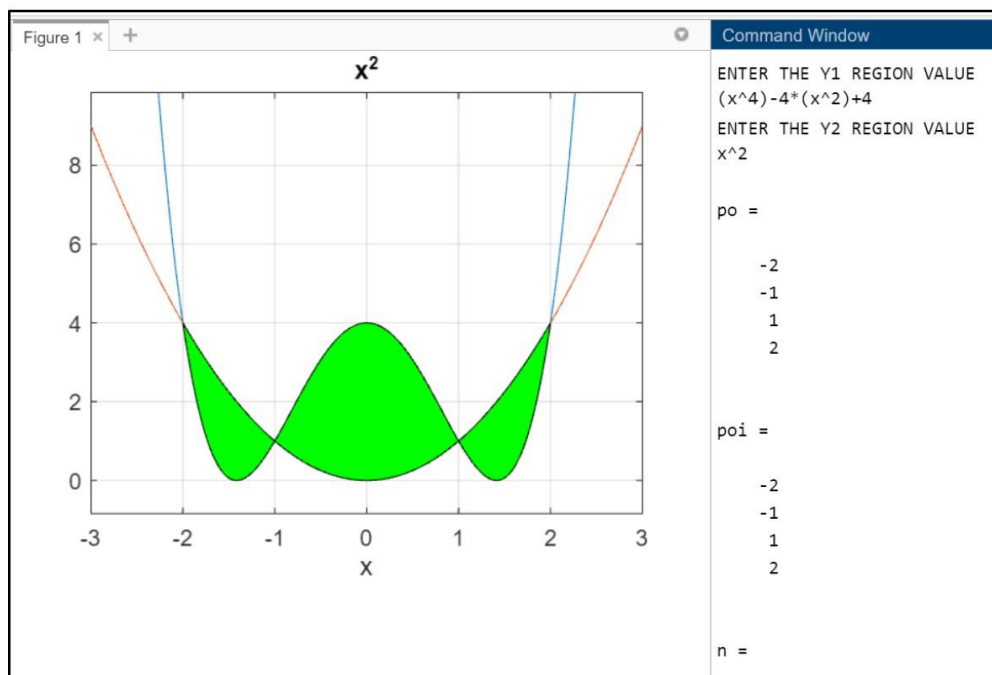 Figure 1 × +
x²
8
6
4
2
0
-3 -2 -1 0 1 2 3
x
Command Window
ENTER THE Y1 REGION VALUE
(x^4)-4*(x^2)+4
ENTER THE Y2 REGION VALUE
x^2
po =
-2
-1
1
2
poi =
-2
-1
1
2
n =